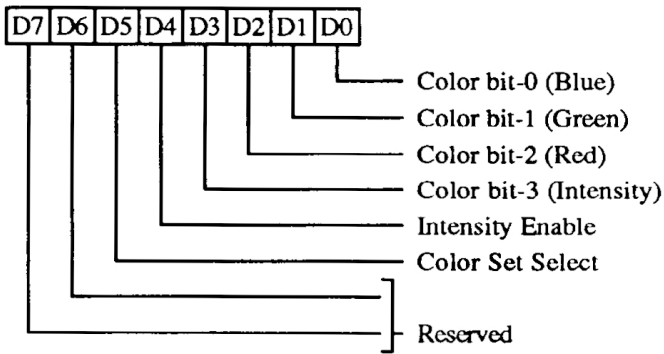 D7 D6 D5 D4 D3 D2 D1 D0
Color bit-0 (Blue)
Color bit-1 (Green)
Color bit-2 (Red)
Color bit-3 (Intensity)
Intensity Enable
Color Set Select
Reserved